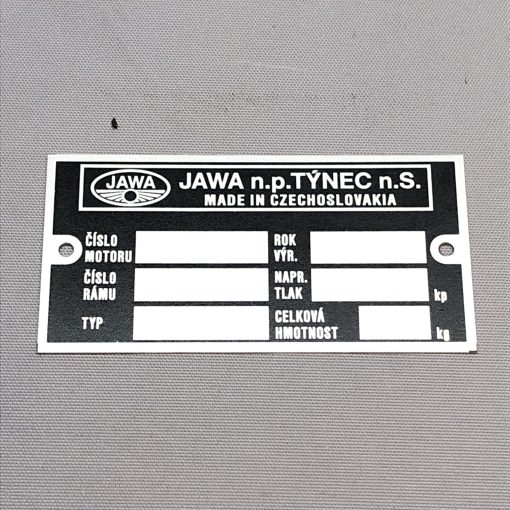 JAWA JAWA n.p.TÝNEC n.S.
MADE IN CZECHOSLOVAKIA
ČÍSLO MOTORU
ROK VÝR.
ČÍSLO RÁMU
NAPR. TLAK kp
TYP
CELKOVÁ HMOTNOST kg